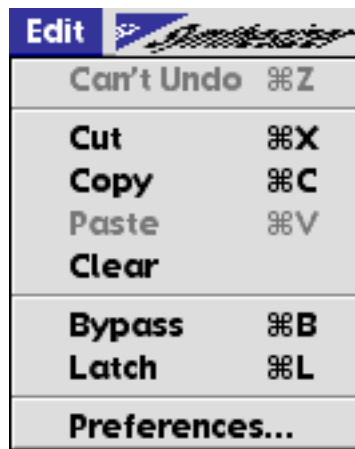 Edit
Can't Undo ⌘Z
Cut ⌘X
Copy ⌘C
Paste ⌘V
Clear
Bypass ⌘B
Latch ⌘L
Preferences...